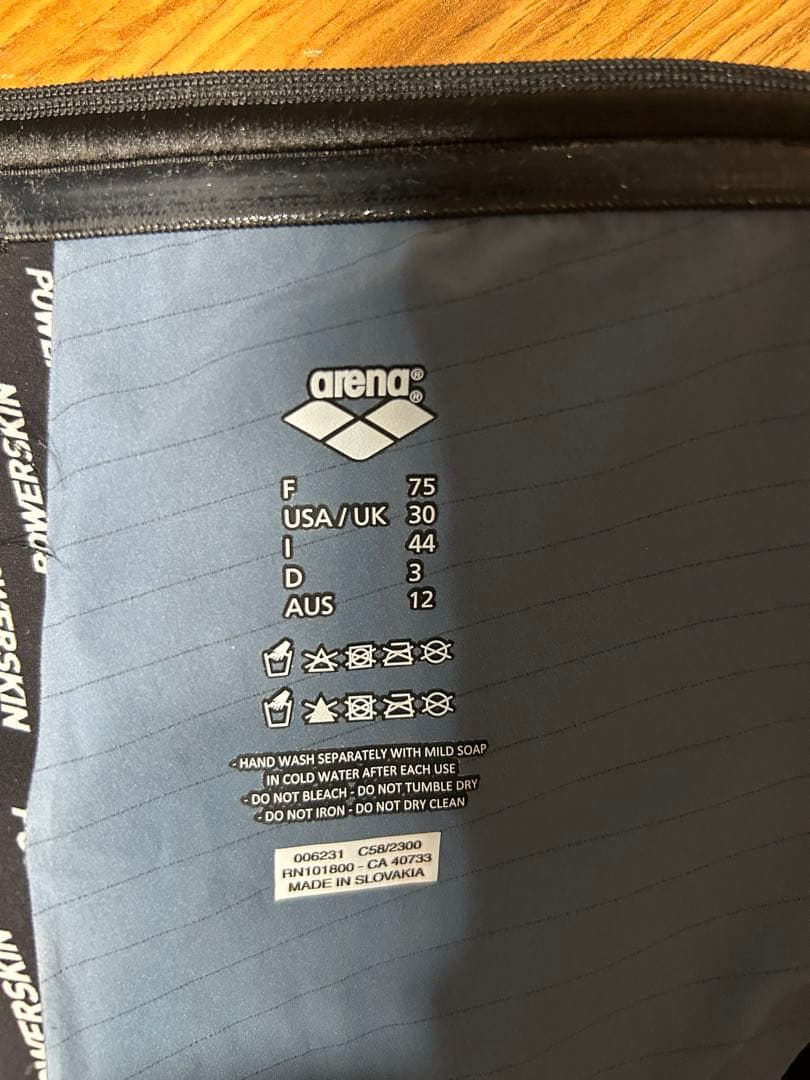 arena®
®
F 75
USA / UK 30
I 44
D 3
AUS 12
- HAND WASH SEPARATELY WITH MILD SOAP
IN COLD WATER AFTER EACH USE
- DO NOT BLEACH - DO NOT TUMBLE DRY
- DO NOT IRON - DO NOT DRY CLEAN
006231 C58/2300
RN101800 - CA 40733
MADE IN SLOVAKIA
POWERSKIN